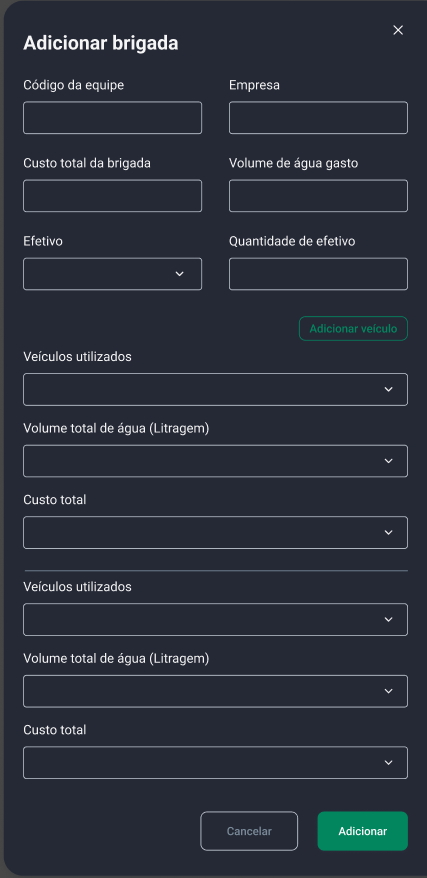 Adicionar brigada
Código da equipe
Empresa
Custo total da brigada
Volume de água gasto
Efetivo
Quantidade de efetivo
Adicionar veículo
Veículos utilizados
Volume total de água (Litragem)
Custo total
Veículos utilizados
Volume total de água (Litragem)
Custo total
Cancelar
Adicionar